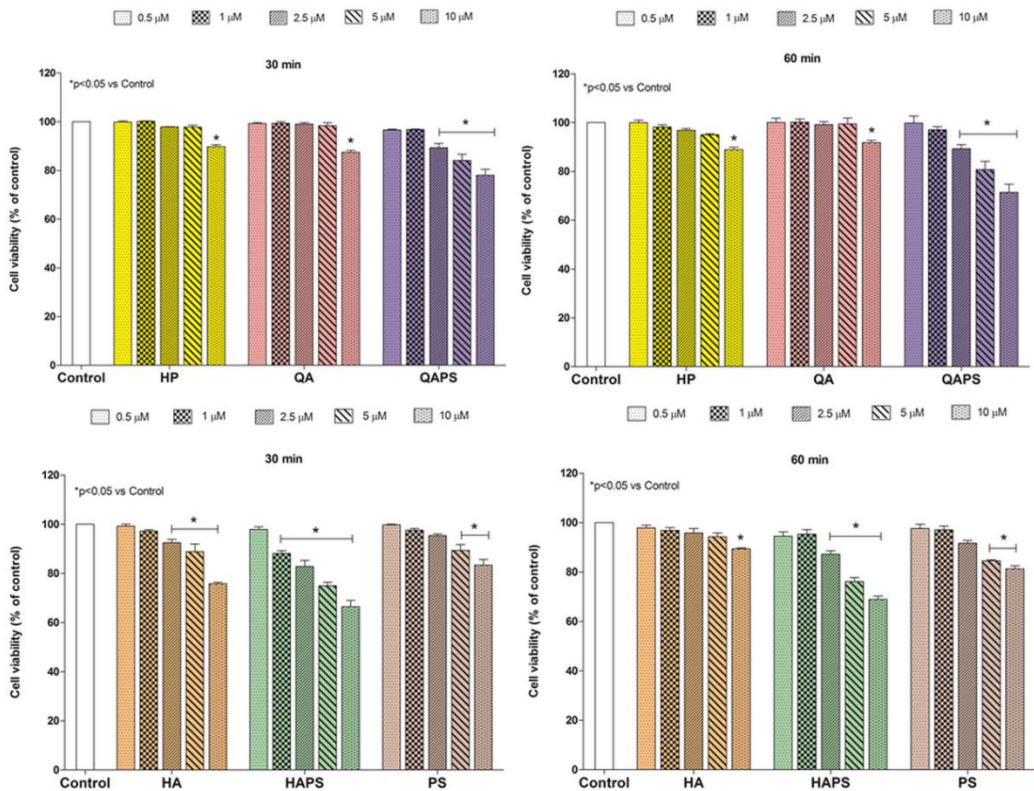 0.5 μM 1 μM 2.5 μM 5 μM 10 μM
30 min
*p<0.05 vs Control
Cell viability (% of control)
120
100
80
60
40
20
0
* * *
Control HP QA QAPS
0.5 μM 1 μM 2.5 μM 5 μM 10 μM
60 min
*p<0.05 vs Control
Cell viability (% of control)
120
100
80
60
40
20
0
* * *
Control HP QA QAPS
0.5 μM 1 μM 2.5 μM 5 μM 10 μM
30 min
*p<0.05 vs Control
Cell viability (% of control)
120
100
80
60
40
20
0
* * *
Control HA HAPS PS
0.5 μM 1 μM 2.5 μM 5 μM 10 μM
60 min
*p<0.05 vs Control
Cell viability (% of control)
120
100
80
60
40
20
0
* * *
Control HA HAPS PS